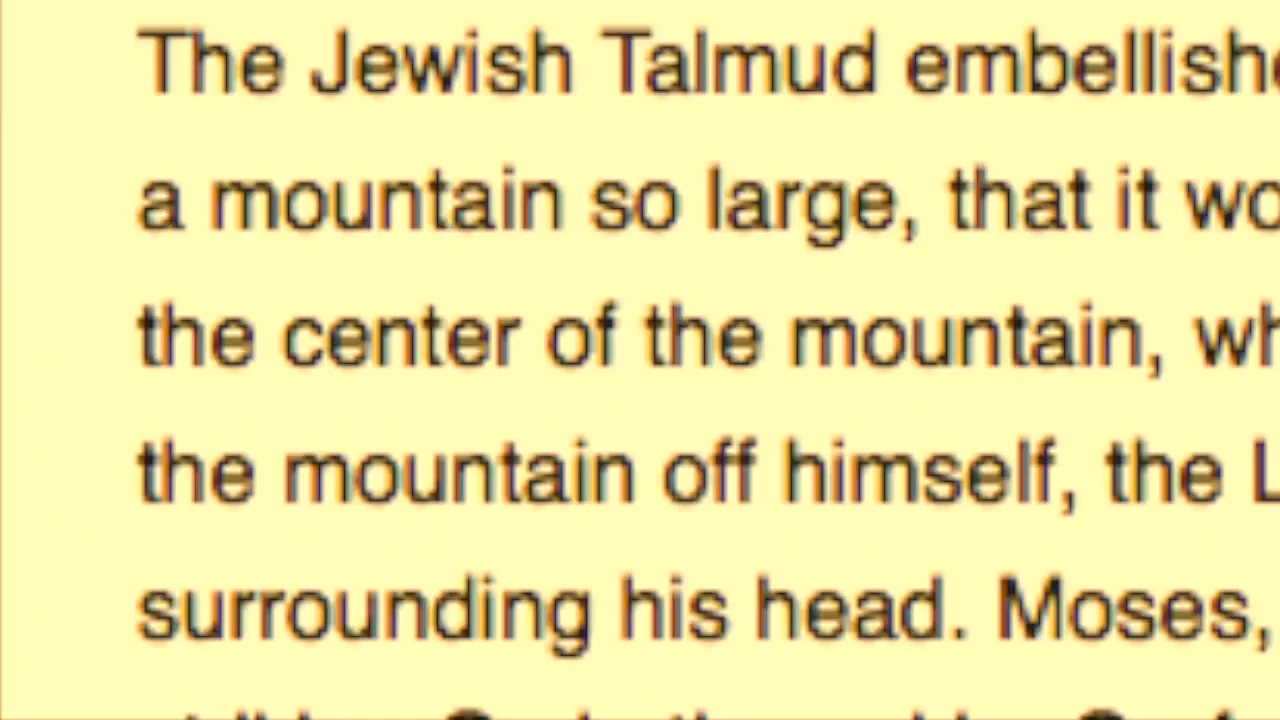 The Jewish Talmud embellishe
a mountain so large, that it wo
the center of the mountain, wh
the mountain off himself, the L
surrounding his head. Moses,